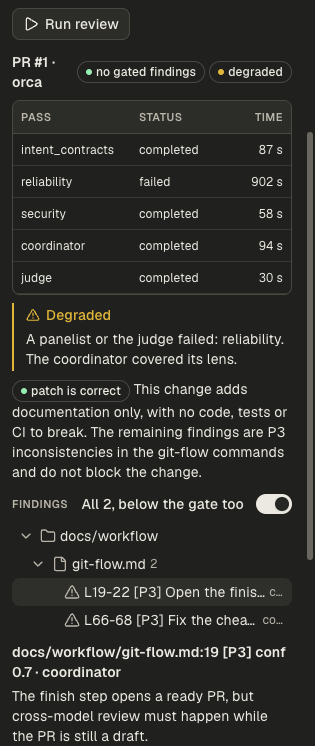 Run review
PR #1 ·
orca
no gated findings
degraded
PASS STATUS TIME
intent_contracts completed 87 s
reliability failed 902 s
security completed 58 s
coordinator completed 94 s
judge completed 30 s
Degraded
A panelist or the judge failed: reliability.
The coordinator covered its lens.
patch is correct This change adds
documentation only, with no code, tests or
CI to break. The remaining findings are P3
inconsistencies in the git-flow commands
and do not block the change.
FINDINGS All 2, below the gate too
docs/workflow
git-flow.md 2
L19-22 [P3] Open the finis... c...
L66-68 [P3] Fix the chea... co...
docs/workflow/git-flow.md:19 [P3] conf
0.7 · coordinator
The finish step opens a ready PR, but
cross-model review must happen while
the PR is still a draft.